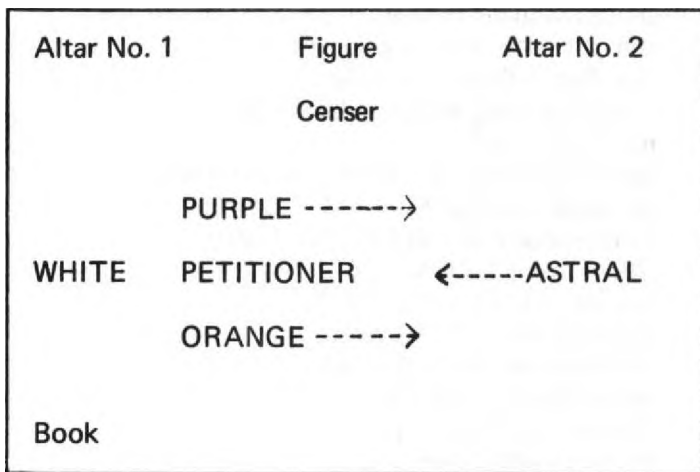 Altar No. 1 Figure Altar No. 2
Censer
PURPLE ------>
WHITE PETITIONER <-----ASTRAL
ORANGE ----->
Book